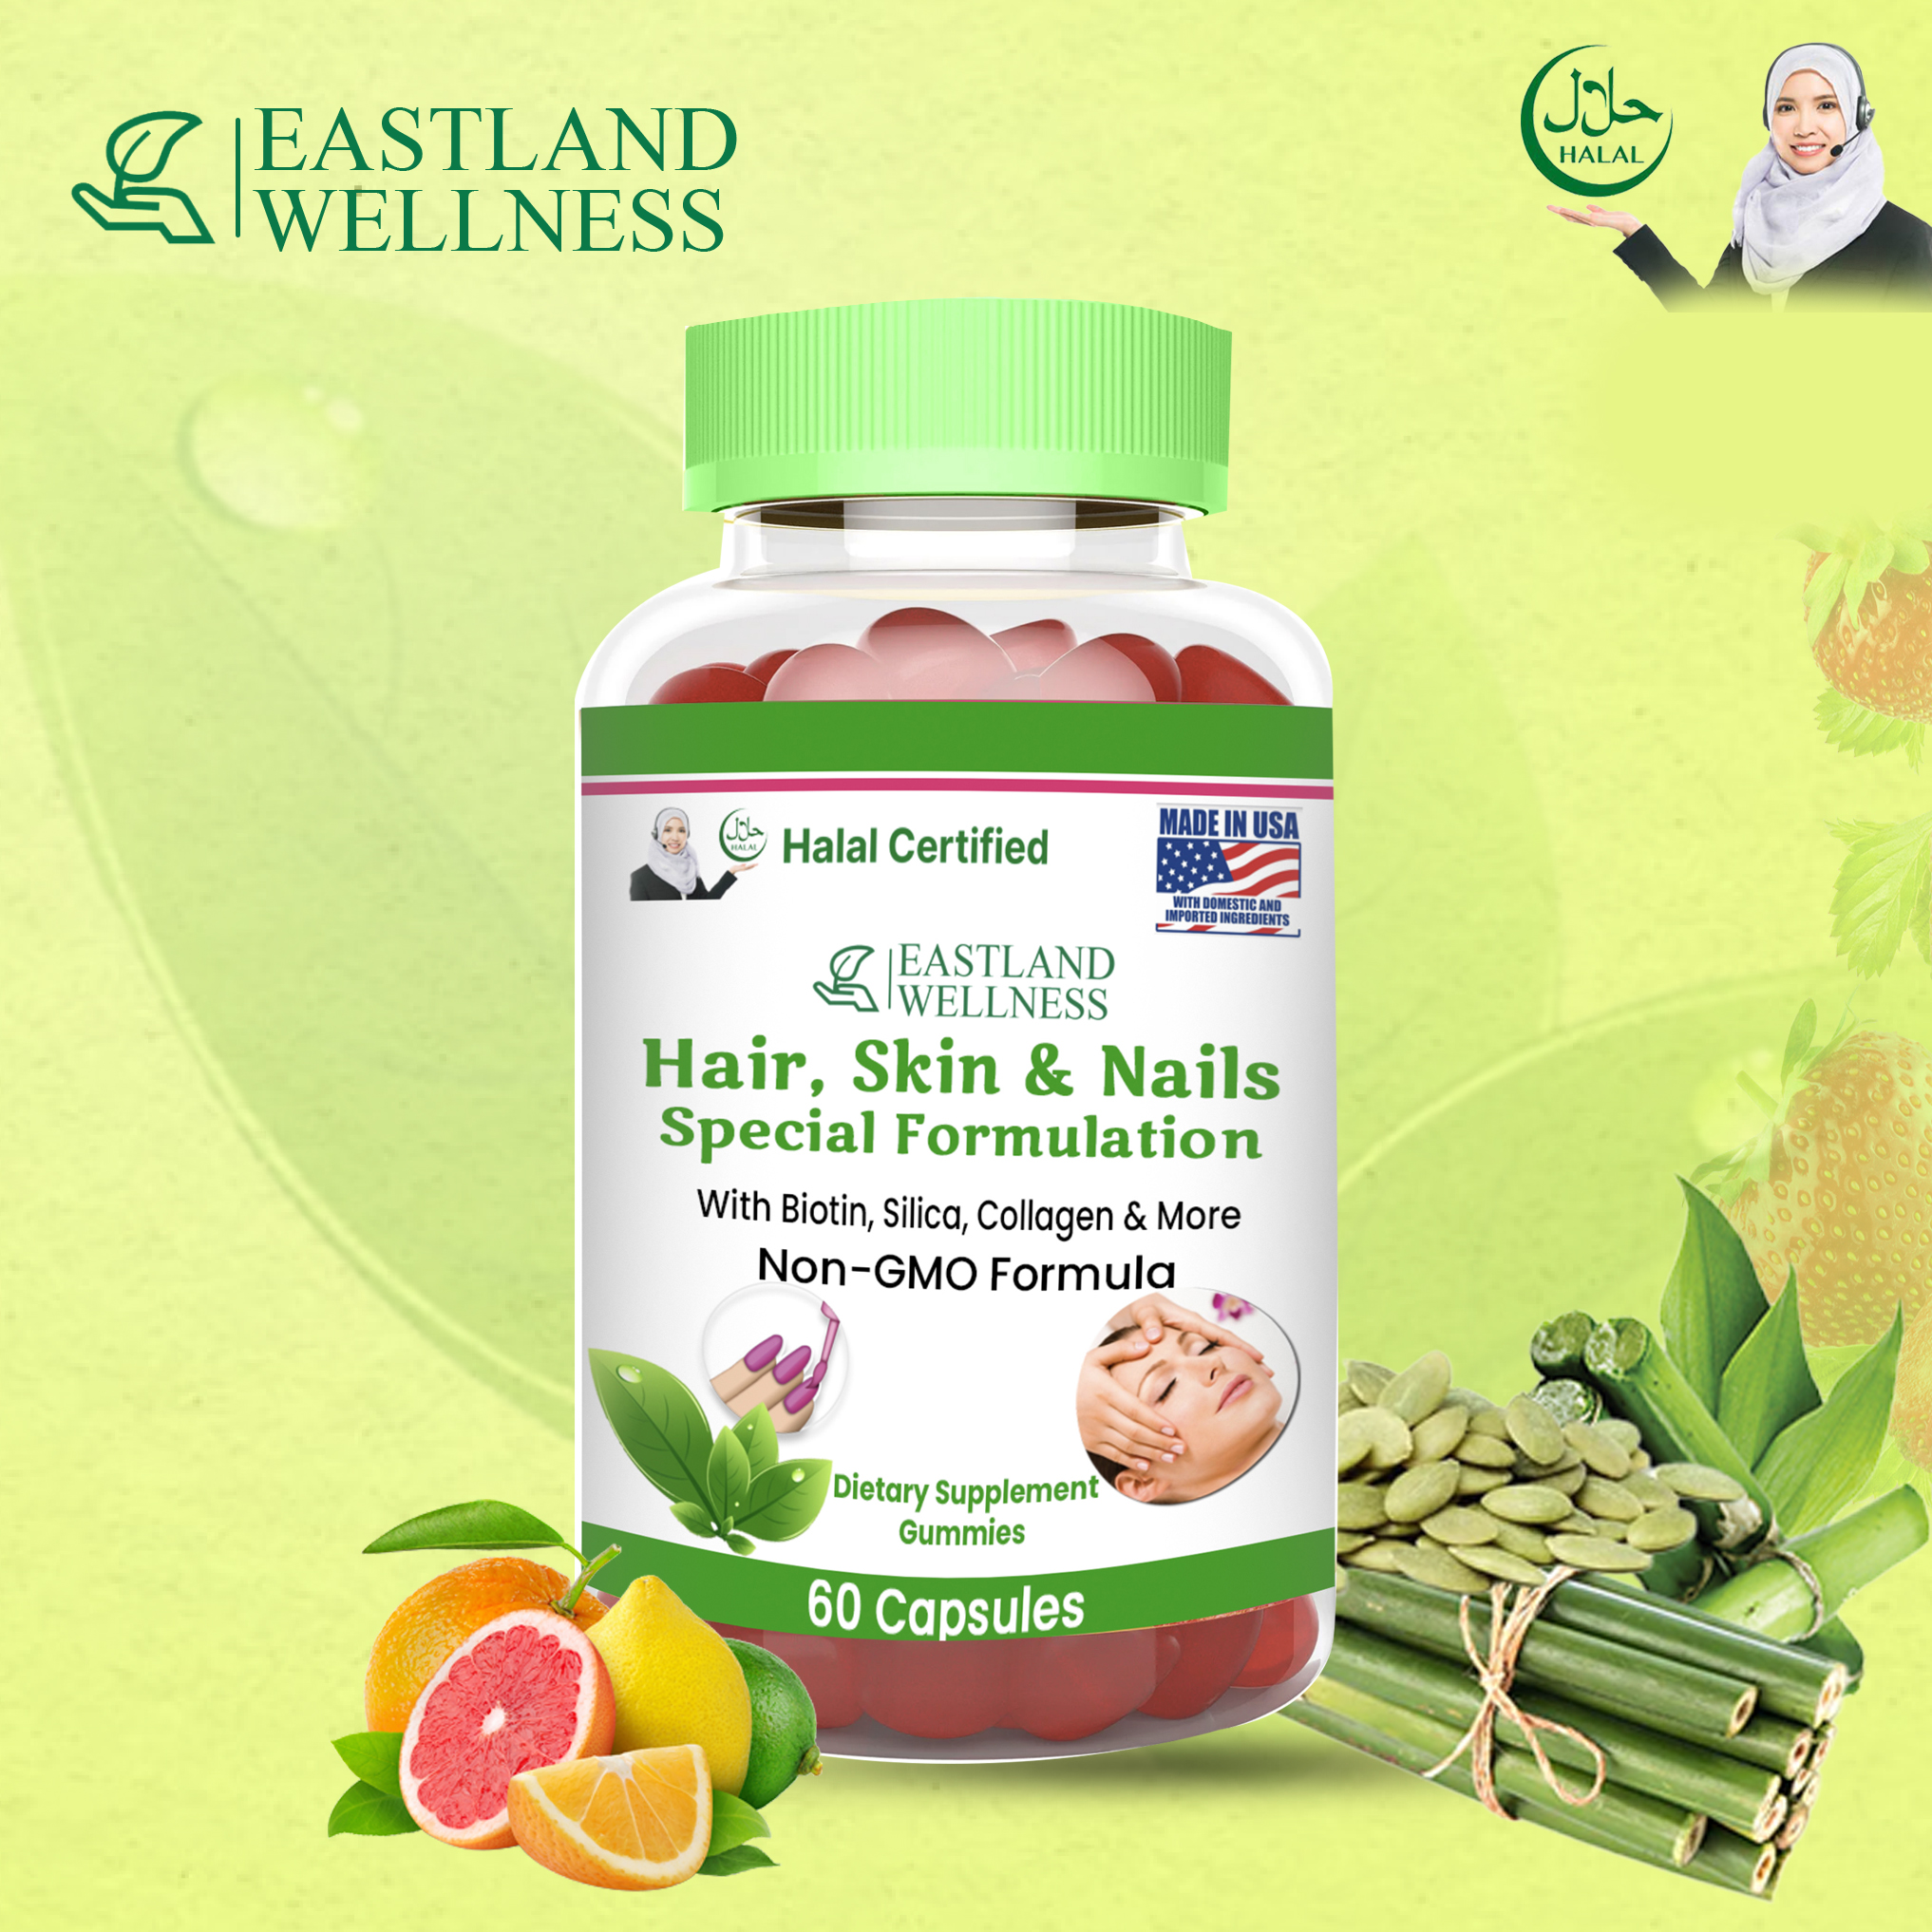 EASTLAND
WELLNESS
حلال
HALAL
حلال
HALAL
Halal Certified
MADE IN USA
WITH DOMESTIC AND
IMPORTED INGREDIENTS
EASTLAND
WELLNESS
Hair, Skin & Nails
Special Formulation
With Biotin, Silica, Collagen & More
Non-GMO Formula
Dietary Supplement
Gummies
60 Capsules